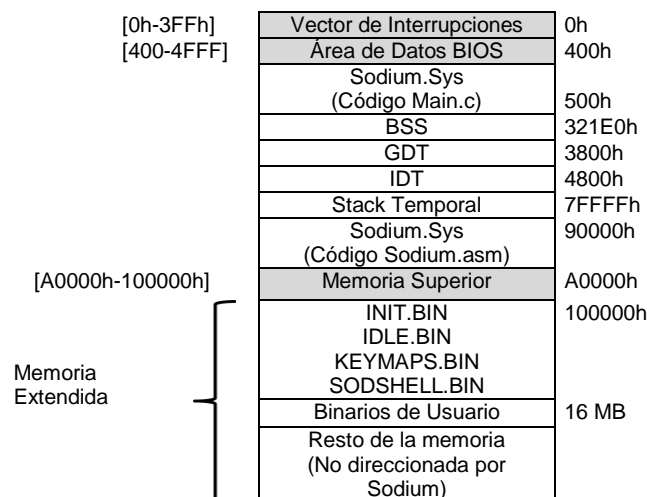 [0h-3FFh] Vector de Interrupciones 0h
[400-4FFF] Área de Datos BIOS 400h
Sodium.Sys
(Código Main.c) 500h
BSS 321E0h
GDT 3800h
IDT 4800h
Stack Temporal 7FFFFh
Sodium.Sys 90000h
(Código Sodium.asm)
[A0000h-100000h] Memoria Superior A0000h
INIT.BIN 100000h
IDLE.BIN
KEYMAPS.BIN
SODSHELL.BIN
Memoria
Extendida
Binarios de Usuario 16 MB
Resto de la memoria
(No direccionada por
Sodium)